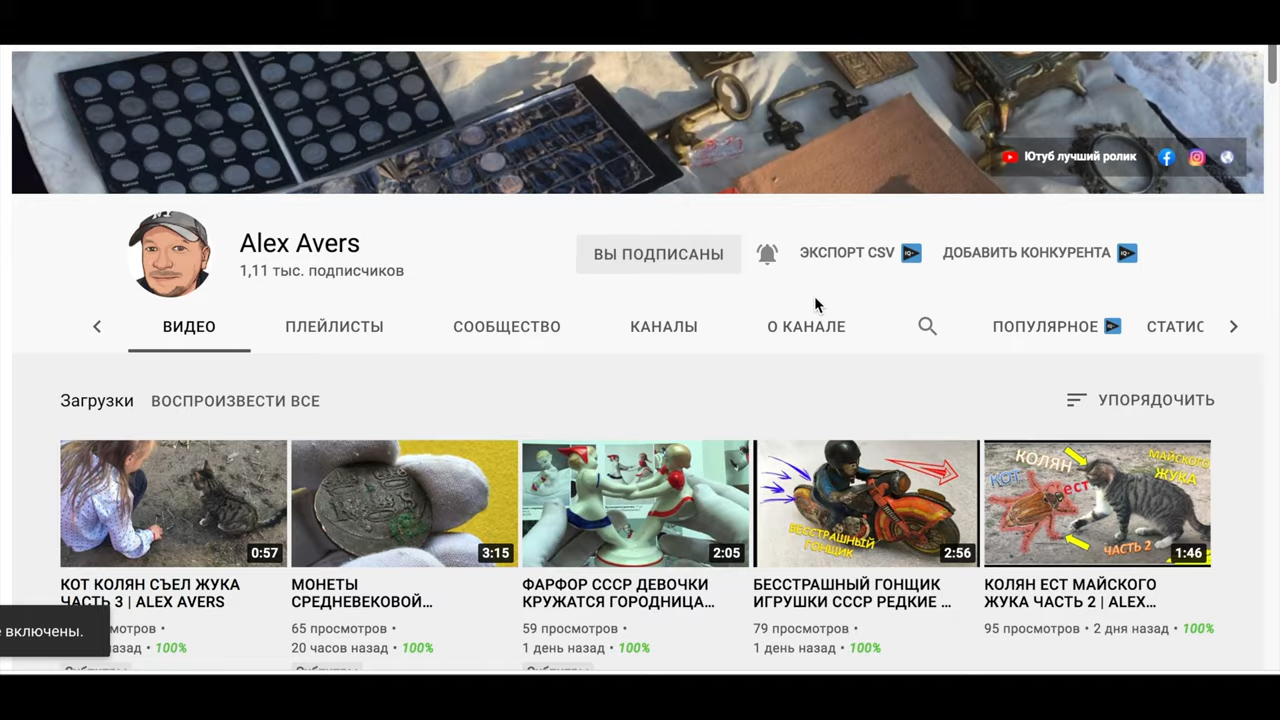 Ютуб лучший ролик
Alex Avers
1,11 тыс. подписчиков
ВЫ ПОДПИСАНЫ
ЭКСПОРТ CSV
ДОБАВИТЬ КОНКУРЕНТА
ВИДЕО
ПЛЕЙЛИСТЫ
СООБЩЕСТВО
КАНАЛЫ
О КАНАЛЕ
ПОПУЛЯРНОЕ
СТАТИС
Загрузки
ВОСПРОИЗВЕСТИ ВСЕ
УПОРЯДОЧИТЬ
0:57
3:15
2:05
БЕССТРАШНЫЙ
ГОНЩИК
2:56
КОЛЯН
МАЙСКОГО
КОТ
ест
ЖУКА
ЧАСТЬ 2
1:46
КОТ КОЛЯН СЪЕЛ ЖУКА
ЧАСТЬ 3 | ALEX AVERS
МОНЕТЫ
СРЕДНЕВЕКОВОЙ...
ФАРФОР СССР ДЕВОЧКИ
КРУЖАТСЯ ГОРОДНИЦА...
БЕССТРАШНЫЙ ГОНЩИК
ИГРУШКИ СССР РЕДКИЕ ...
КОЛЯН ЕСТ МАЙСКОГО
ЖУКА ЧАСТЬ 2 | ALEX...
включены.
смотров •
назад • 100%
65 просмотров •
20 часов назад • 100%
59 просмотров •
1 день назад • 100%
79 просмотров •
1 день назад • 100%
95 просмотров • 2 дня назад • 100%